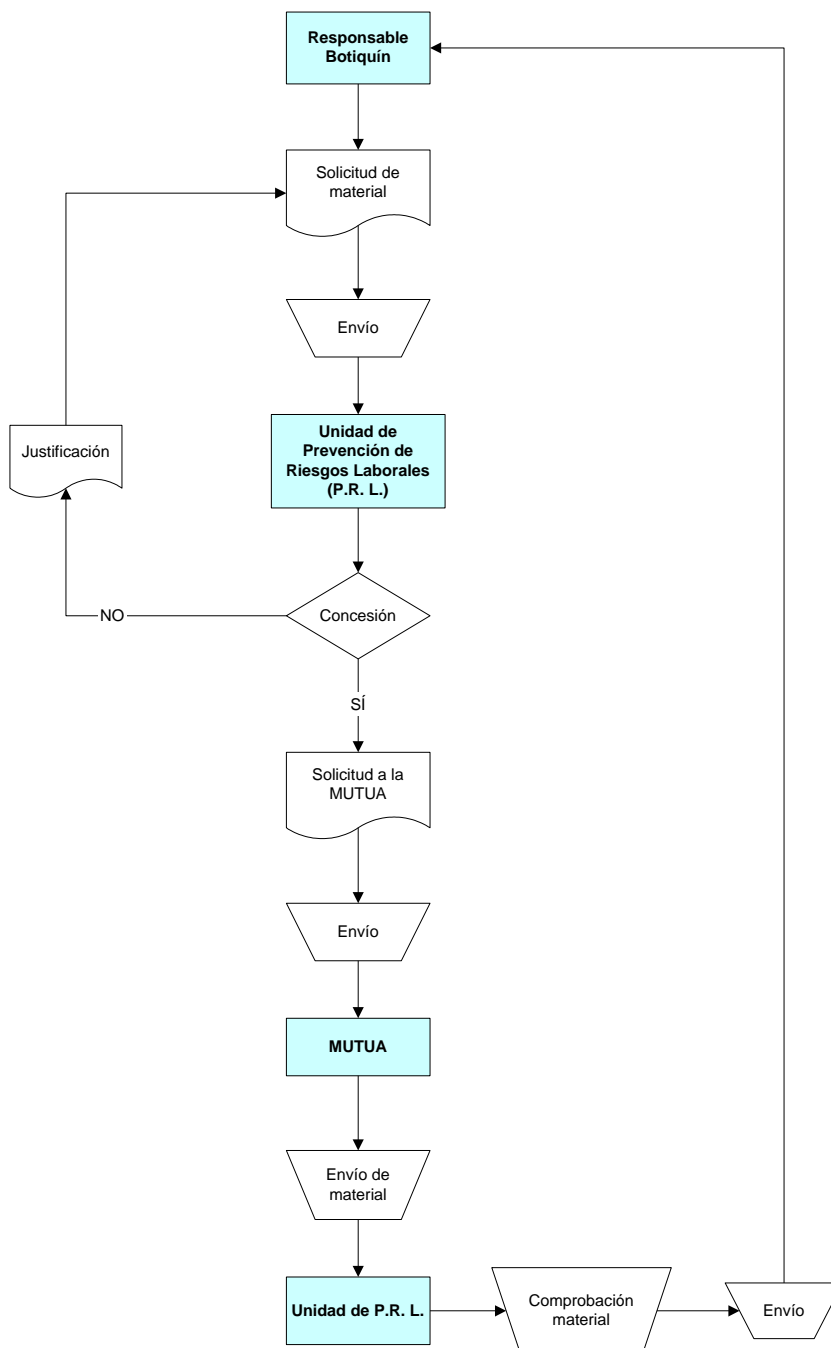 Responsable
Botiquín
Solicitud de
material
Envío
Unidad de
Prevención de
Riesgos Laborales
(P.R. L.)
Justificación
Concesión
NO
SÍ
Solicitud a la
MUTUA
Envío
MUTUA
Envío de
material
Unidad de P.R. L.
Comprobación
material
Envío